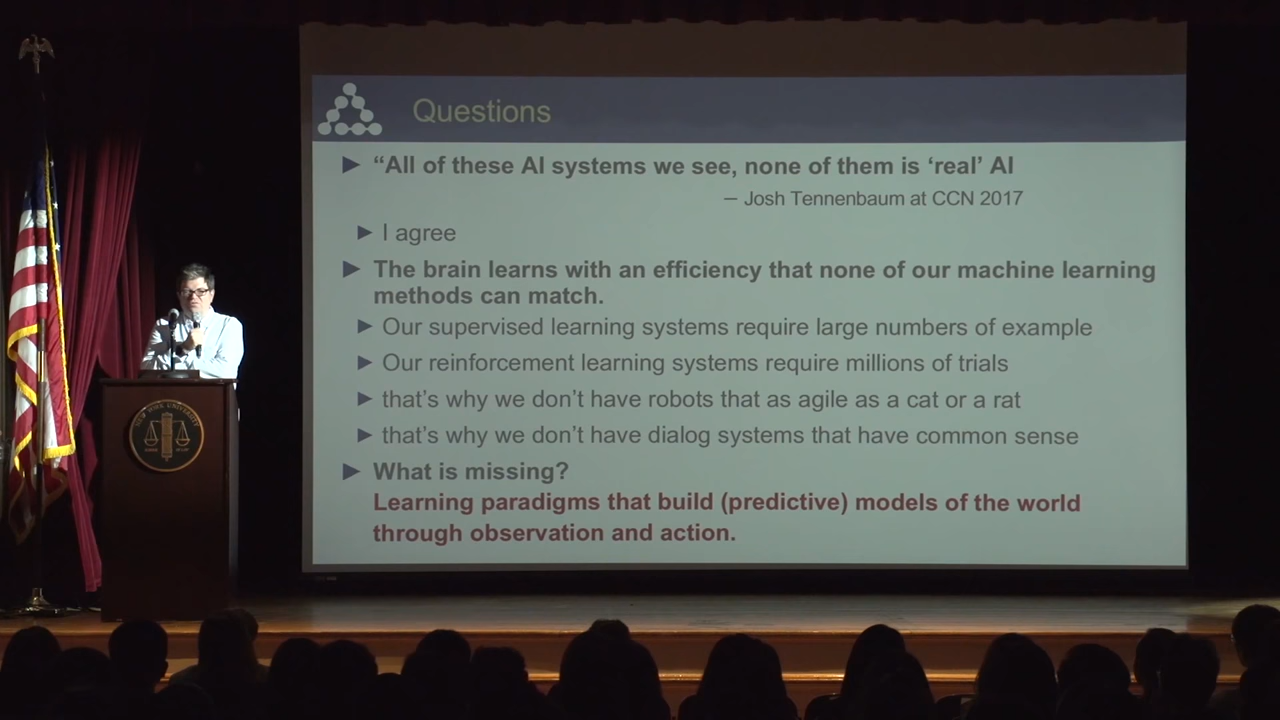 Questions
► “All of these AI systems we see, none of them is ‘real’ AI
– Josh Tennenbaum at CCN 2017
► I agree
► The brain learns with an efficiency that none of our machine learning
methods can match.
► Our supervised learning systems require large numbers of example
► Our reinforcement learning systems require millions of trials
► that’s why we don’t have robots that as agile as a cat or a rat
► that’s why we don’t have dialog systems that have common sense
► What is missing?
Learning paradigms that build (predictive) models of the world
through observation and action.
NEW YORK UNIVERSITY